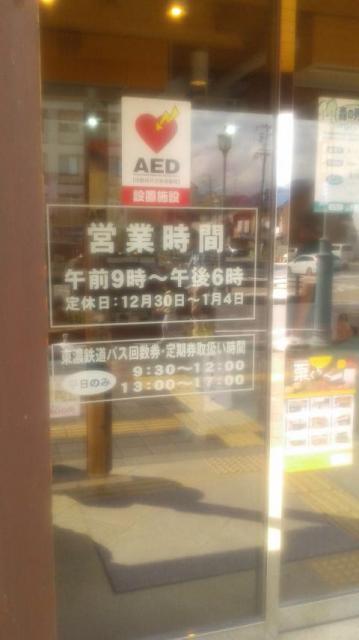 AED
設置施設
営業時間
午前9時～午後6時
定休日：12月30日～1月4日
東濃鉄道バス回数券・定期券取扱い時間
平日のみ
9:30～12:00
13:00～17:00
栗